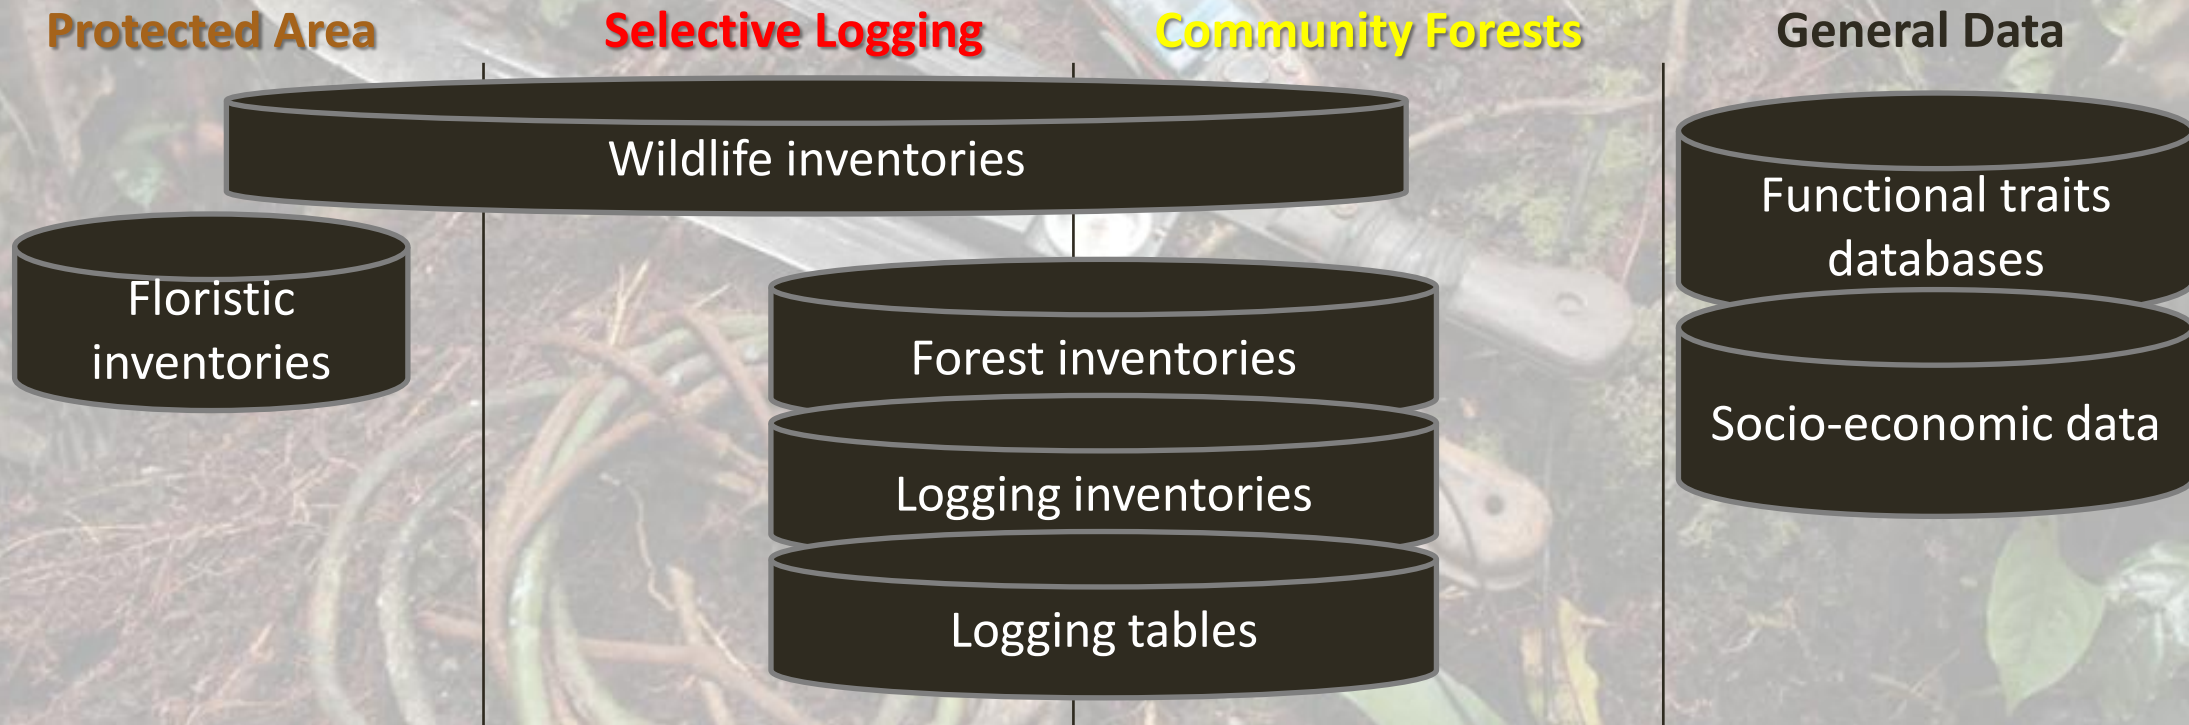 Protected Area
Selective Logging
Community Forests
General Data
Wildlife inventories
Functional traits
databases
Floristic
inventories
Forest inventories
Socio-economic data
Logging inventories
Logging tables